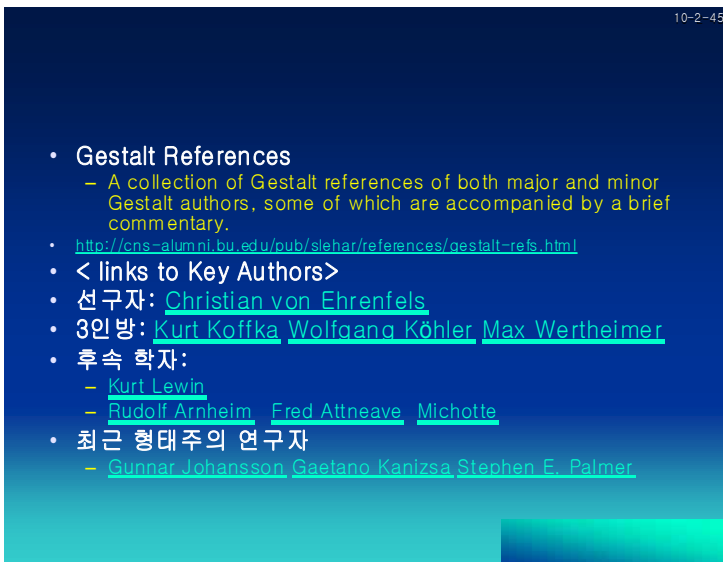 10-2-45
• Gestalt References
– A collection of Gestalt references of both major and minor
Gestalt authors, some of which are accompanied by a brief
commentary.
• http://cns-alumni.bu.edu/pub/slehar/references/gestalt-refs.html
• < links to Key Authors>
• 선구자: Christian von Ehrenfels
• 3인방: Kurt Koffka Wolfgang Köhler Max Wertheimer
• 후속 학자:
– Kurt Lewin
– Rudolf Arnheim Fred Attneave Michotte
• 최근 형태주의 연구자
– Gunnar Johansson Gaetano Kanizsa Stephen E. Palmer